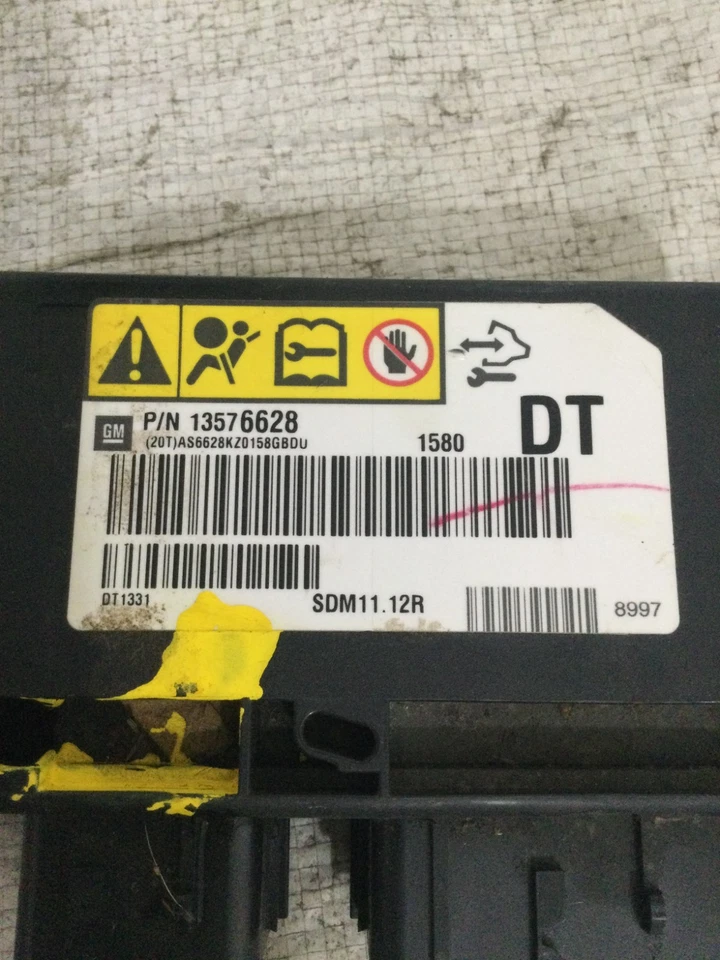 GM
P/N 13576628
(20T)AS6628KZ0158GBDU
1580
DT
DT1331
SDM11.12R
8997